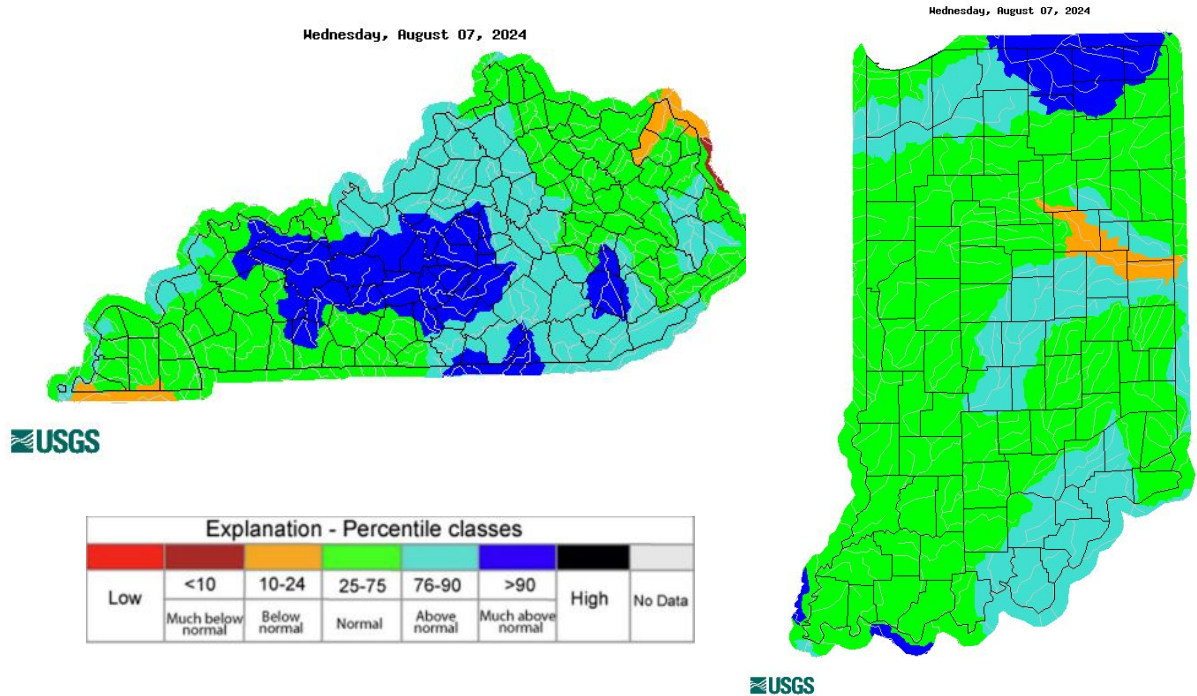 Wednesday, August 07, 2024
Wednesday, August 07, 2024
USGS
Explanation - Percentile classes
Low
<10
10-24
25-75
76-90
>90
High
No Data
Much below
normal
Below
normal
Normal
Above
normal
Much above
normal
USGS